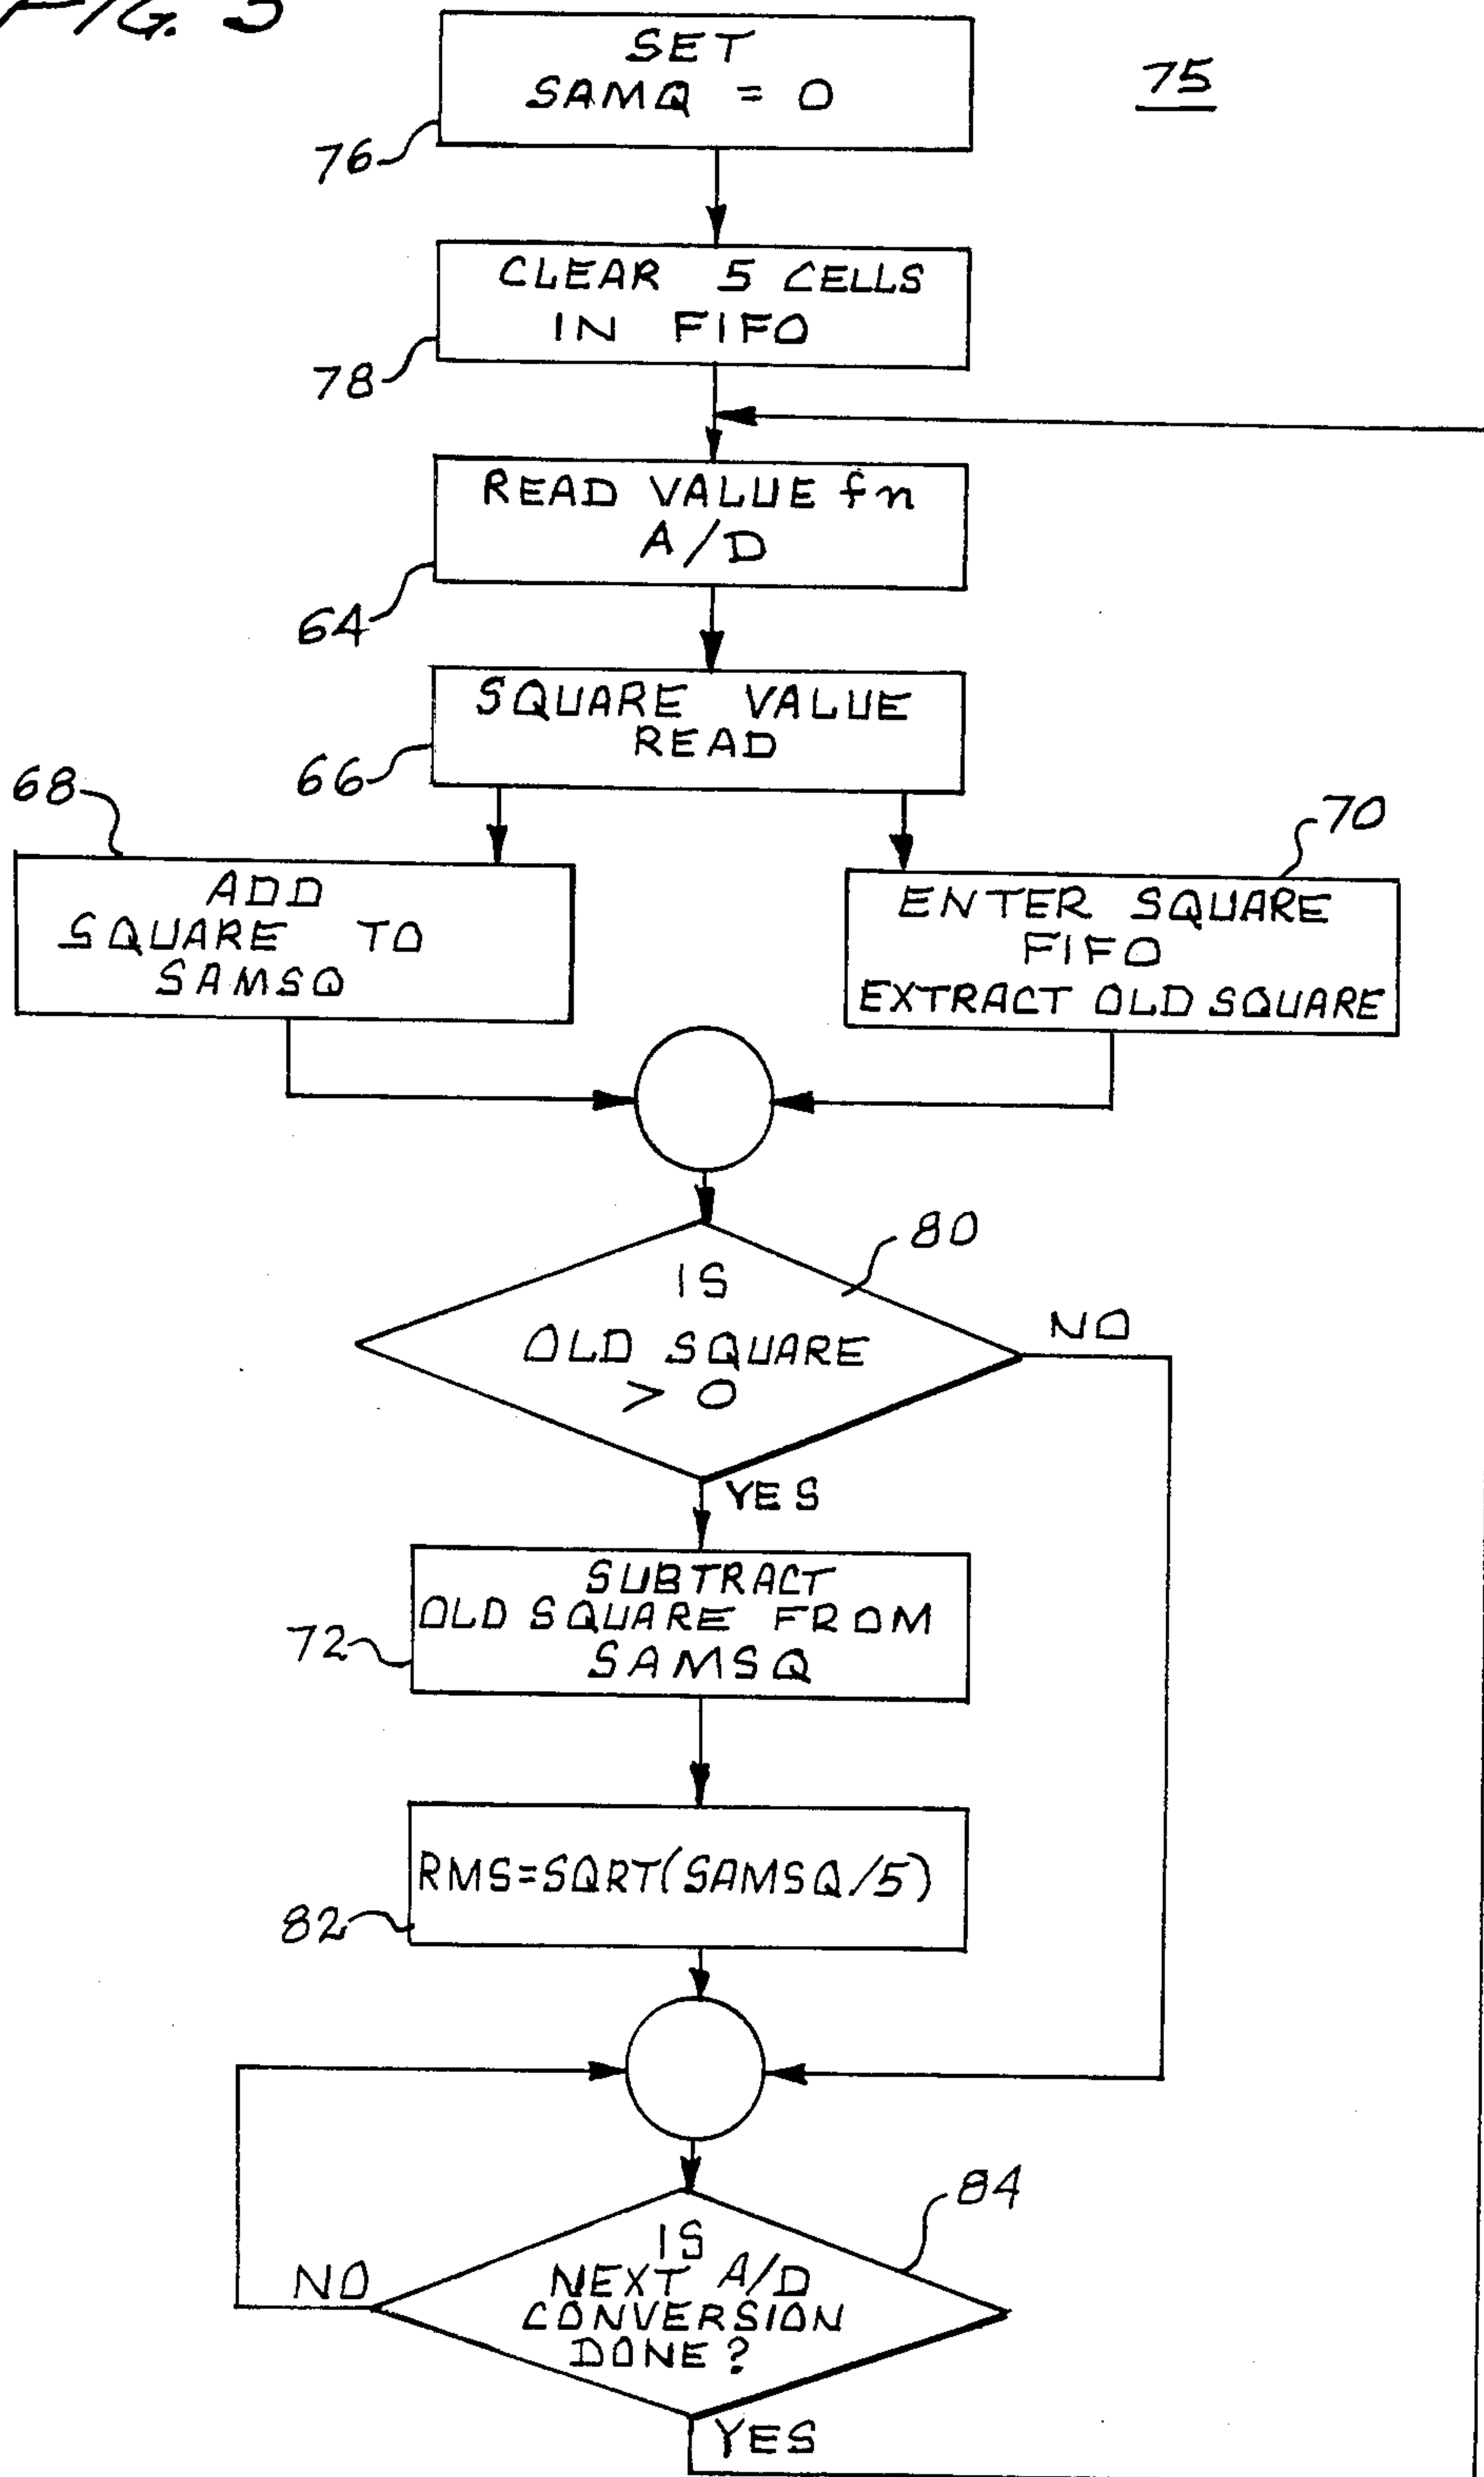 FIG. 3
75
SET
SAMQ = 0
76
CLEAR 5 CELLS
IN FIFO
78
READ VALUE fn
A/D
64
SQUARE VALUE
READ
66
68
70
ADD
SQUARE TO
SAMSQ
ENTER SQUARE
FIFO
EXTRACT OLD SQUARE
80
IS
OLD SQUARE
> 0
NO
YES
SUBTRACT
OLD SQUARE FROM
SAMSQ
72
RMS=SQRT(SAMSQ/5)
82
84
IS
NEXT A/D
CONVERSION
DONE?
NO
YES